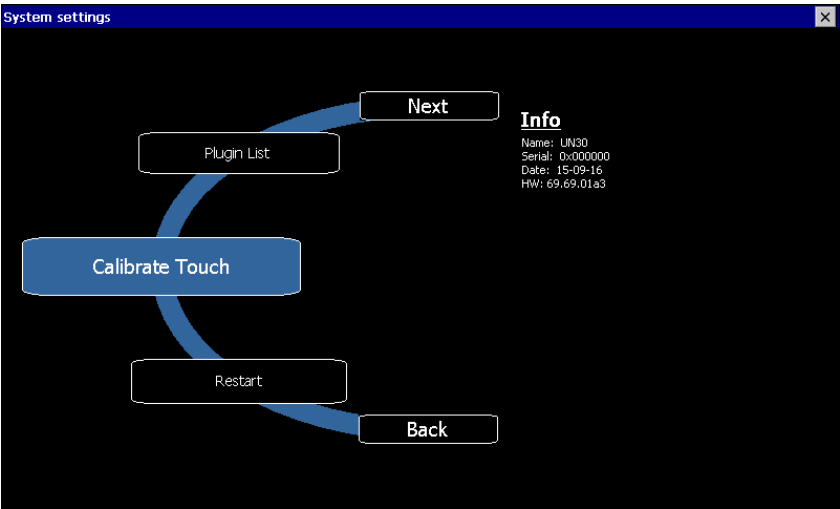 System settings
Next
Plugin List
Calibrate Touch
Restart
Back
Info
Name: UN30
Serial: 0x000000
Date: 15-09-16
HW: 69.69.01a3